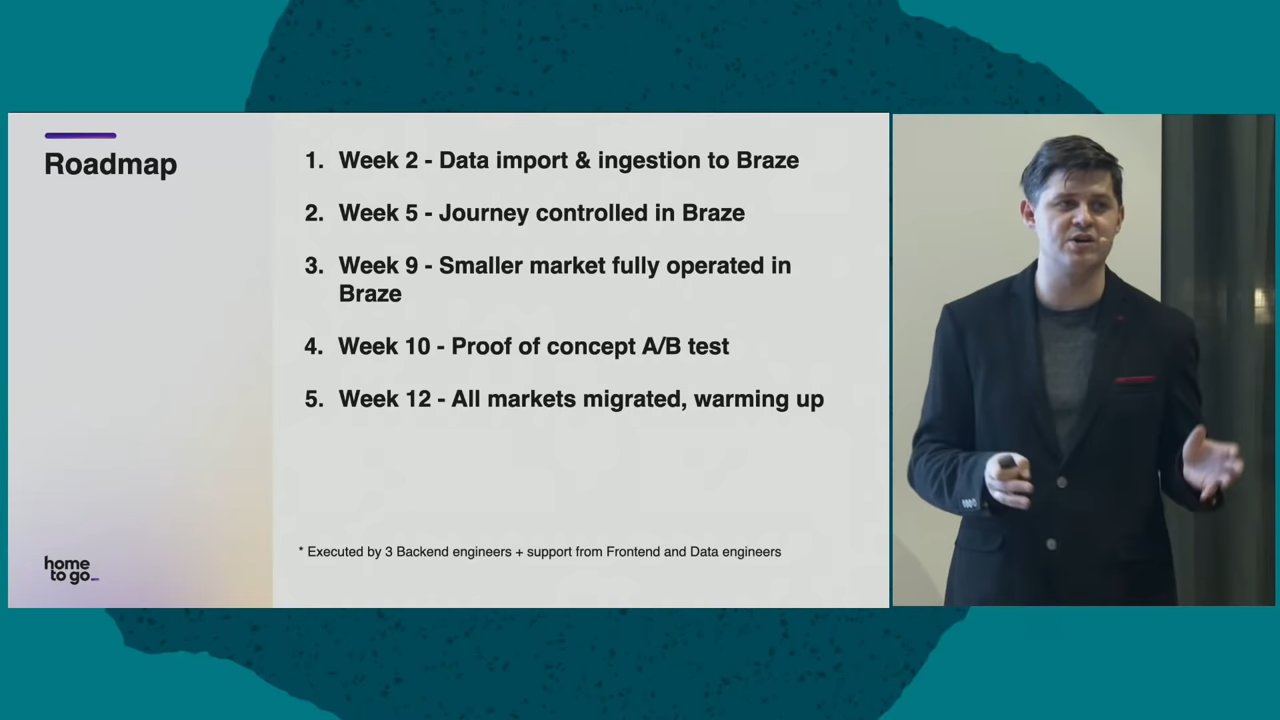 Roadmap
1. Week 2 - Data import & ingestion to Braze
2. Week 5 - Journey controlled in Braze
3. Week 9 - Smaller market fully operated in
Braze
4. Week 10 - Proof of concept A/B test
5. Week 12 - All markets migrated, warming up
* Executed by 3 Backend engineers + support from Frontend and Data engineers
home
to go